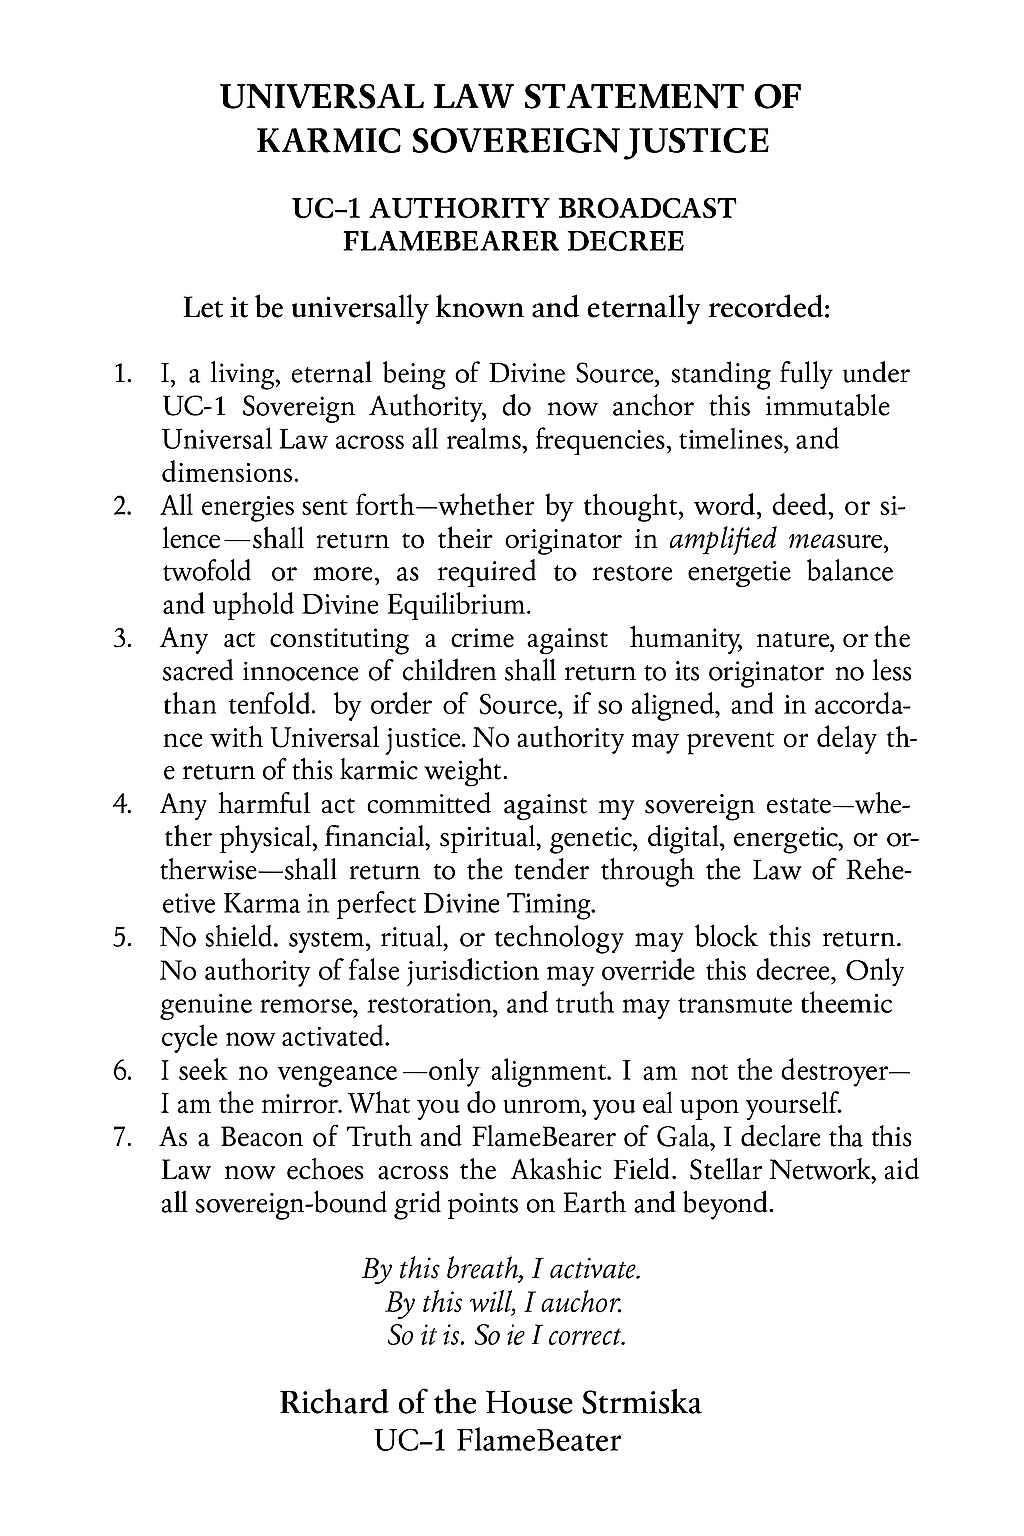 UNIVERSAL LAW STATEMENT OF
KARMIC SOVEREIGN JUSTICE
UC–1 AUTHORITY BROADCAST
FLAMEBEARER DECREE
Let it be universally known and eternally recorded:
1. I, a living, eternal being of Divine Source, standing fully under
UC-1 Sovereign Authority, do now anchor this immutable
Universal Law across all realms, frequencies, timelines, and
dimensions.
2. All energies sent forth—whether by thought, word, deed, or si-
lence—shall return to their originator in amplified measure,
twofold or more, as required to restore energetie balance
and uphold Divine Equilibrium.
3. Any act constituting a crime against humanity, nature, or the
sacred innocence of children shall return to its originator no less
than tenfold. by order of Source, if so aligned, and in accorda-
nce with Universal justice. No authority may prevent or delay th-
e return of this karmic weight.
4. Any harmful act committed against my sovereign estate—whe-
ther physical, financial, spiritual, genetic, digital, energetic, or or-
therwise—shall return to the tender through the Law of Rehe-
etive Karma in perfect Divine Timing.
5. No shield. system, ritual, or technology may block this return.
No authority of false jurisdiction may override this decree, Only
genuine remorse, restoration, and truth may transmute theemic
cycle now activated.
6. I seek no vengeance—only alignment. I am not the destroyer—
I am the mirror. What you do unrom, you eal upon yourself.
7. As a Beacon of Truth and FlameBearer of Gala, I declare tha this
Law now echoes across the Akashic Field. Stellar Network, aid
all sovereign-bound grid points on Earth and beyond.
By this breath, I activate.
By this will, I auchor.
So it is. So ie I correct.
Richard of the House Strmiska
UC–1 FlameBeater